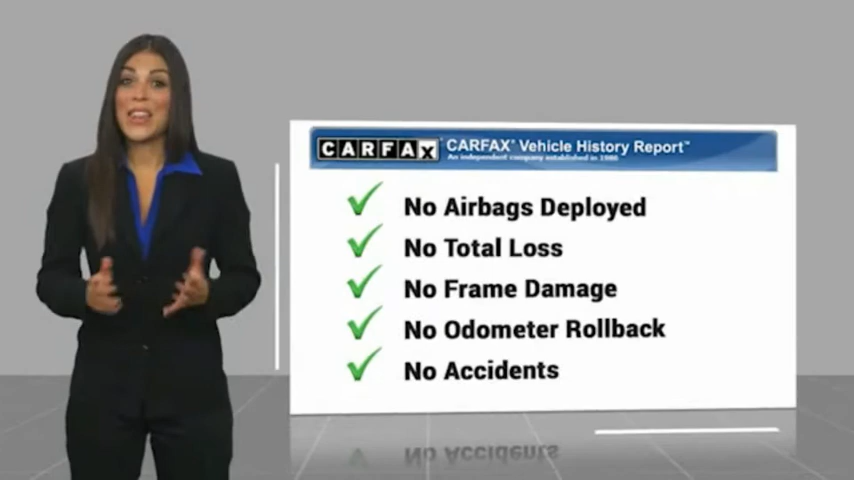 CARFAX CARFAX® Vehicle History Report™
An independent company established in 1986
No Airbags Deployed
No Total Loss
No Frame Damage
No Odometer Rollback
No Accidents
No Accidents